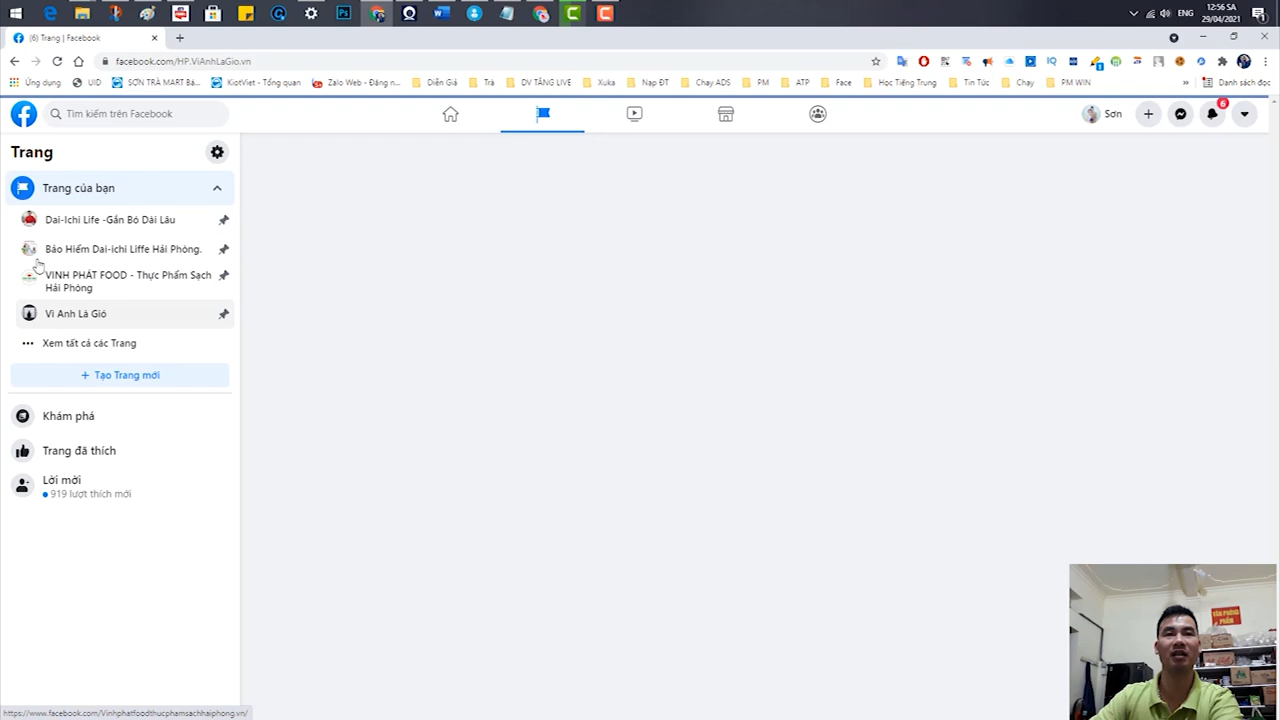 12:56 SA
ENG
29/04/2021
(6) Trang | Facebook
facebook.com/HP.ViAnhLaGio.vn
Ứng dụng
UID
SƠN TRÀ MART Bá...
KiotViet - Tổng quan
Zalo Web - Đăng n...
Diễn Giả
Trà
DV TĂNG LIVE
Xuka
Nạp ĐT
Chạy ADS
PM
ATP
Face
Học Tiếng Trung
Tin Tức
Chạy
PM WIN
»
Danh sách đọc
Tìm kiếm trên Facebook
Sơn
6
Trang
Trang của bạn
Dai-Ichi Life -Gắn Bó Dài Lâu
Bảo Hiểm Dai-ichi Liffe Hải Phòng.
VINH PHÁT FOOD - Thực Phẩm Sạch
Hải Phòng
Vì Anh Là Gió
Xem tất cả các Trang
+ Tạo Trang mới
Khám phá
Trang đã thích
Lời mời
919 lượt thích mới
VĂN PHÒNG
PHẨM
https://www.facebook.com/Vinhphatfoodthucphamsachhaiphong.vn/